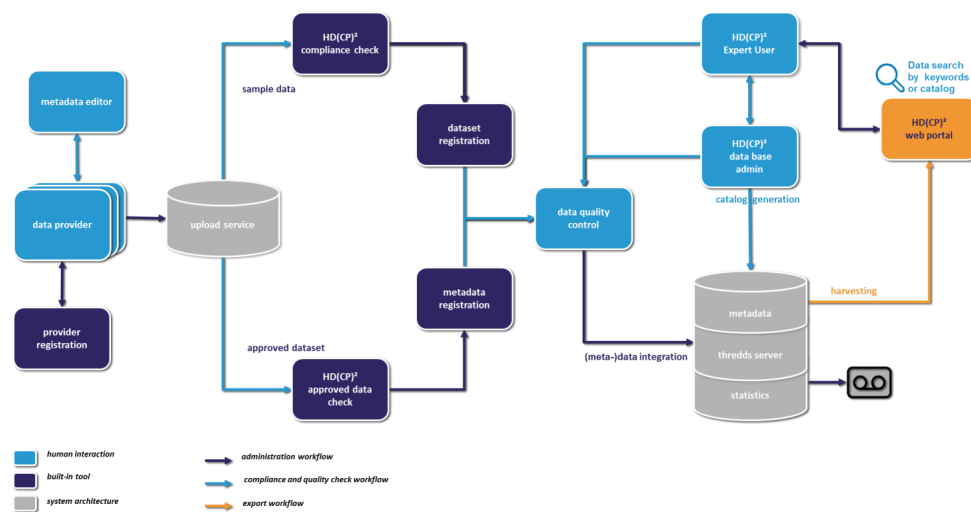 HD(CP)²
compliance check
HD(CP)²
Expert User
Data search
by keywords
or catalog
metadata editor
sample data
dataset
registration
HD(CP)²
web portal
HD(CP)²
data base
admin
data provider
upload service
data quality
control
catalog generation
metadata
registration
harvesting
provider
registration
metadata
approved dataset
(meta-)data integration
thredds server
HD(CP)²
approved data
check
statistics
human interaction
administration workflow
built-in tool
compliance and quality check workflow
system architecture
export workflow